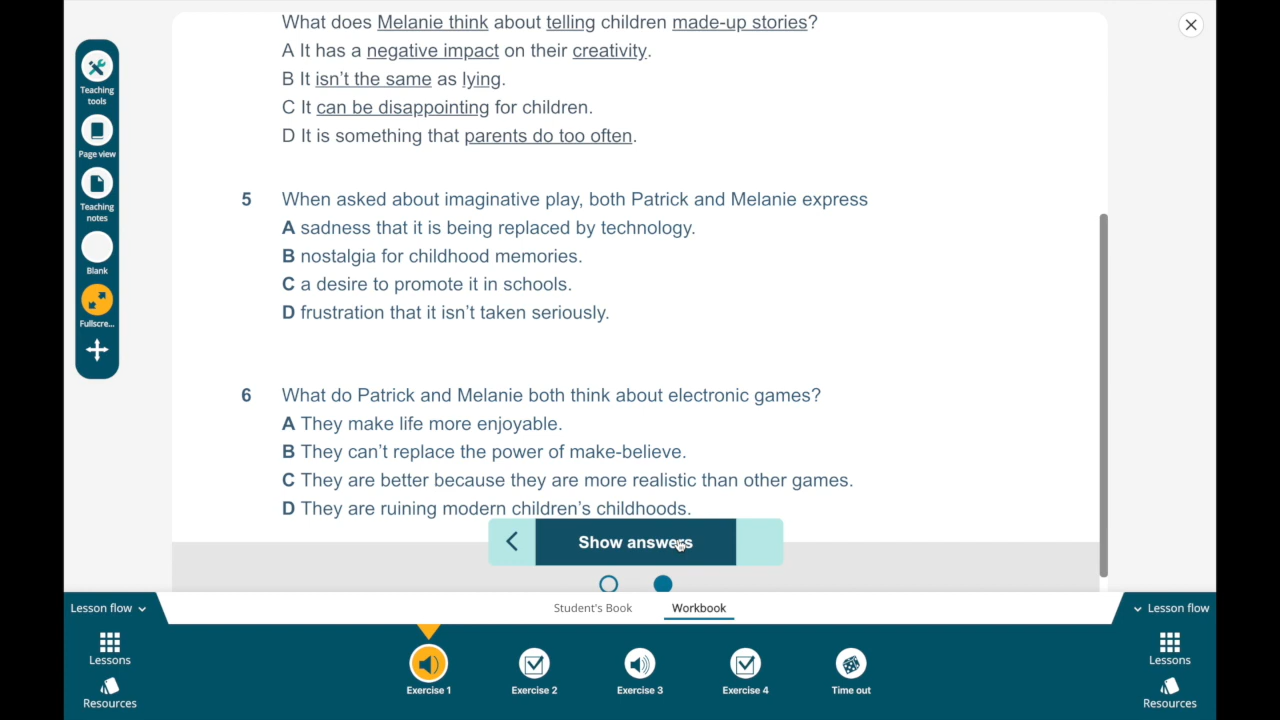 What does Melanie think about telling children made-up stories?
A It has a negative impact on their creativity.
B It isn't the same as lying.
C It can be disappointing for children.
D It is something that parents do too often.
5 When asked about imaginative play, both Patrick and Melanie express
A sadness that it is being replaced by technology.
B nostalgia for childhood memories.
C a desire to promote it in schools.
D frustration that it isn't taken seriously.
6 What do Patrick and Melanie both think about electronic games?
A They make life more enjoyable.
B They can't replace the power of make-believe.
C They are better because they are more realistic than other games.
D They are ruining modern children's childhoods.
Show answers
Teaching
tools
Page view
Teaching
notes
Blank
Fullscre...
Student's Book
Workbook
Lesson flow
Lessons
Resources
Exercise 1
Exercise 2
Exercise 3
Exercise 4
Time out
Lesson flow
Lessons
Resources